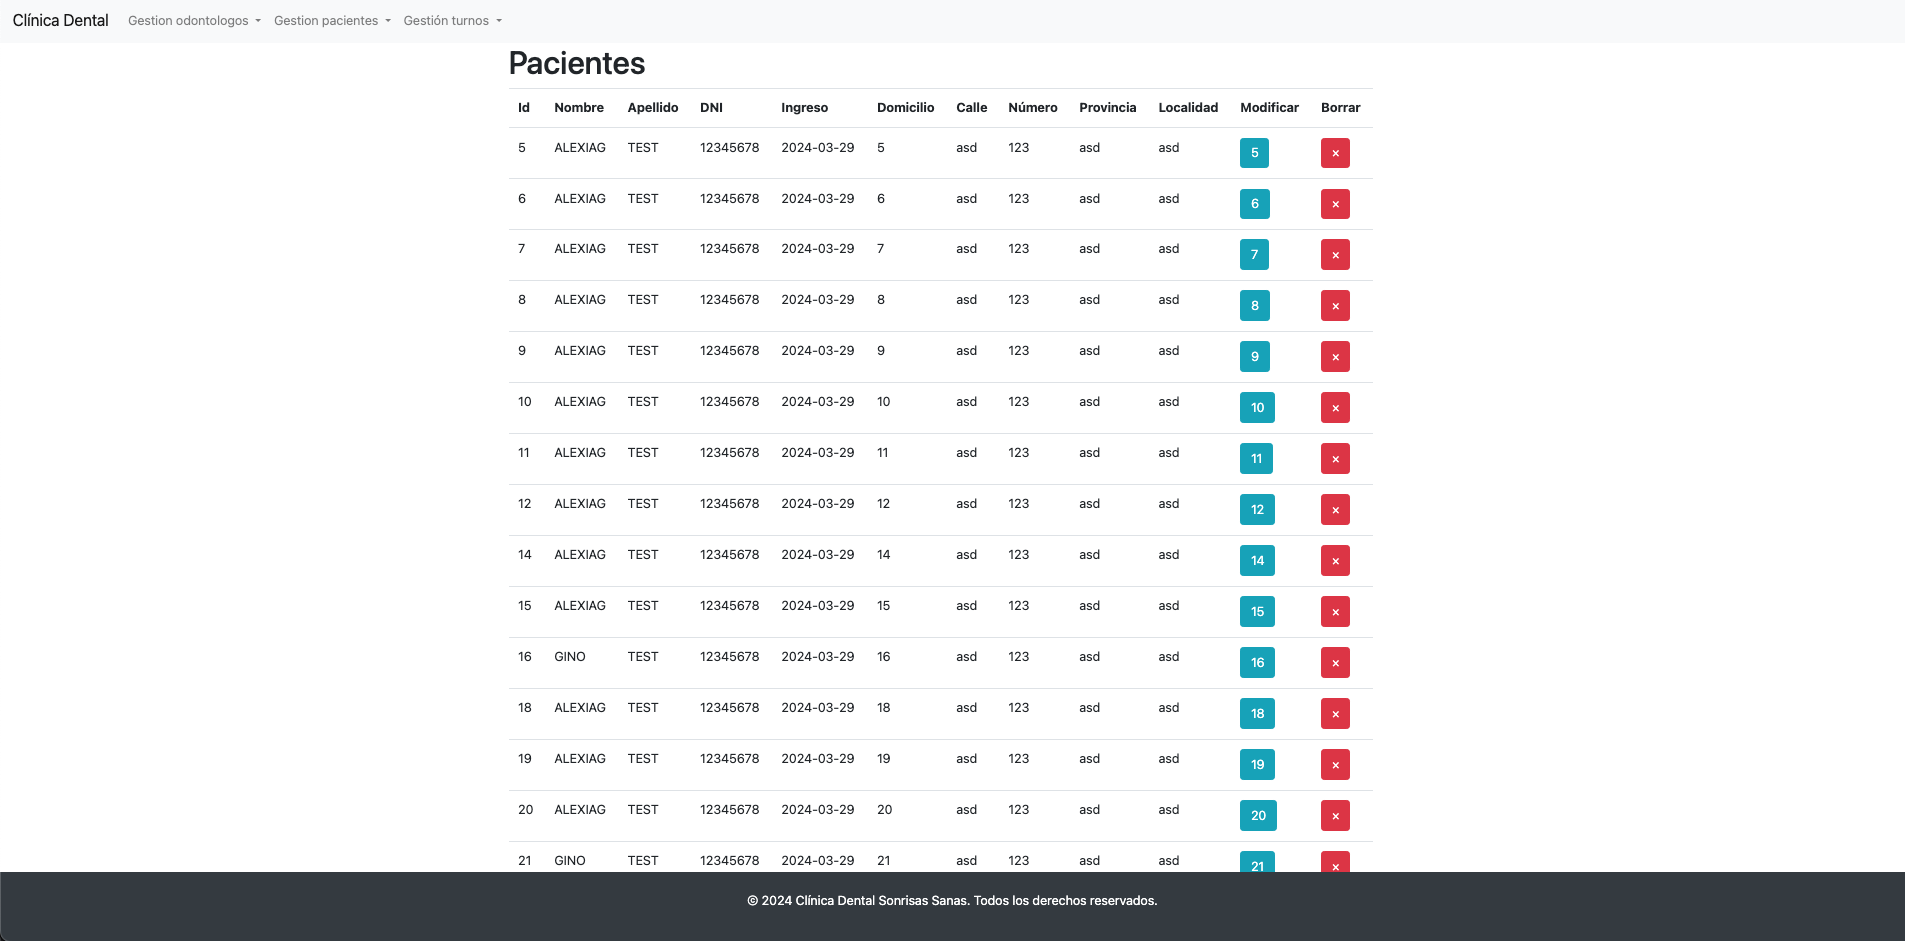 Clínica Dental Gestion odontologos Gestion pacientes Gestión turnos
Pacientes
Id Nombre Apellido DNI Ingreso Domicilio Calle Número Provincia Localidad Modificar Borrar
5 ALEXIAG TEST 12345678 2024-03-29 5 asd 123 asd asd 5 ×
6 ALEXIAG TEST 12345678 2024-03-29 6 asd 123 asd asd 6 ×
7 ALEXIAG TEST 12345678 2024-03-29 7 asd 123 asd asd 7 ×
8 ALEXIAG TEST 12345678 2024-03-29 8 asd 123 asd asd 8 ×
9 ALEXIAG TEST 12345678 2024-03-29 9 asd 123 asd asd 9 ×
10 ALEXIAG TEST 12345678 2024-03-29 10 asd 123 asd asd 10 ×
11 ALEXIAG TEST 12345678 2024-03-29 11 asd 123 asd asd 11 ×
12 ALEXIAG TEST 12345678 2024-03-29 12 asd 123 asd asd 12 ×
14 ALEXIAG TEST 12345678 2024-03-29 14 asd 123 asd asd 14 ×
15 ALEXIAG TEST 12345678 2024-03-29 15 asd 123 asd asd 15 ×
16 GINO TEST 12345678 2024-03-29 16 asd 123 asd asd 16 ×
18 ALEXIAG TEST 12345678 2024-03-29 18 asd 123 asd asd 18 ×
19 ALEXIAG TEST 12345678 2024-03-29 19 asd 123 asd asd 19 ×
20 ALEXIAG TEST 12345678 2024-03-29 20 asd 123 asd asd 20 ×
21 GINO TEST 12345678 2024-03-29 21 asd 123 asd asd 21 ×
© 2024 Clínica Dental Sonrisas Sanas. Todos los derechos reservados.